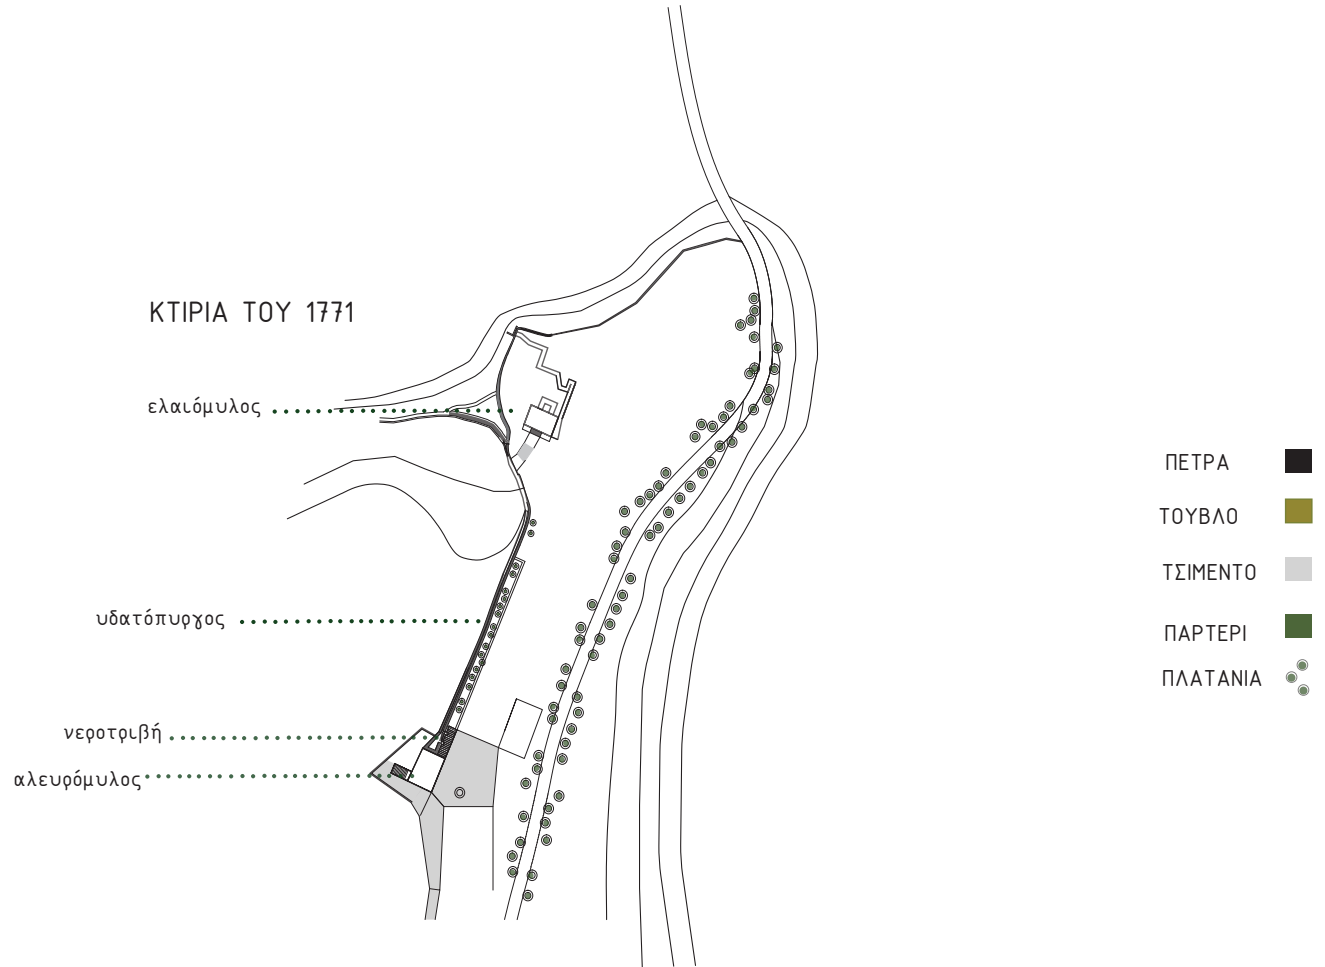 ΚΤΙΡΙΑ ΤΟΥ 1771
ελαιόμυλος
υδατόπυργος
νεροτριβή
αλευρόμυλος
ΠΕΤΡΑ
ΤΟΥΒΛΟ
ΤΣΙΜΕΝΤΟ
ΠΑΡΤΕΡΙ
ΠΛΑΤΑΝΙΑ